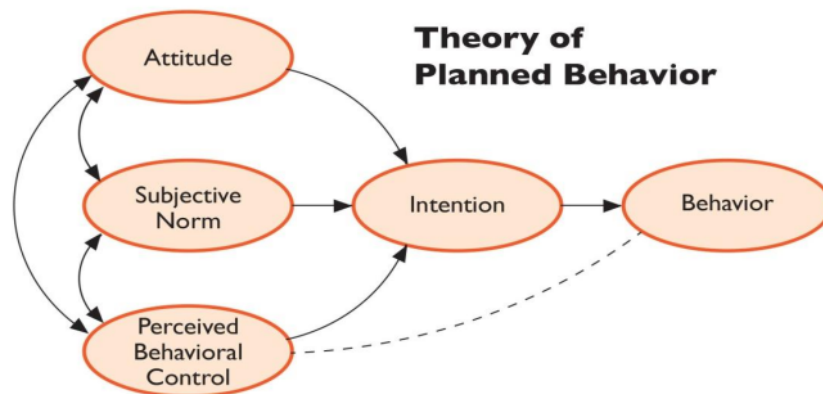 Theory of
Planned Behavior
Attitude
Subjective
Norm
Intention
Behavior
Perceived
Behavioral
Control